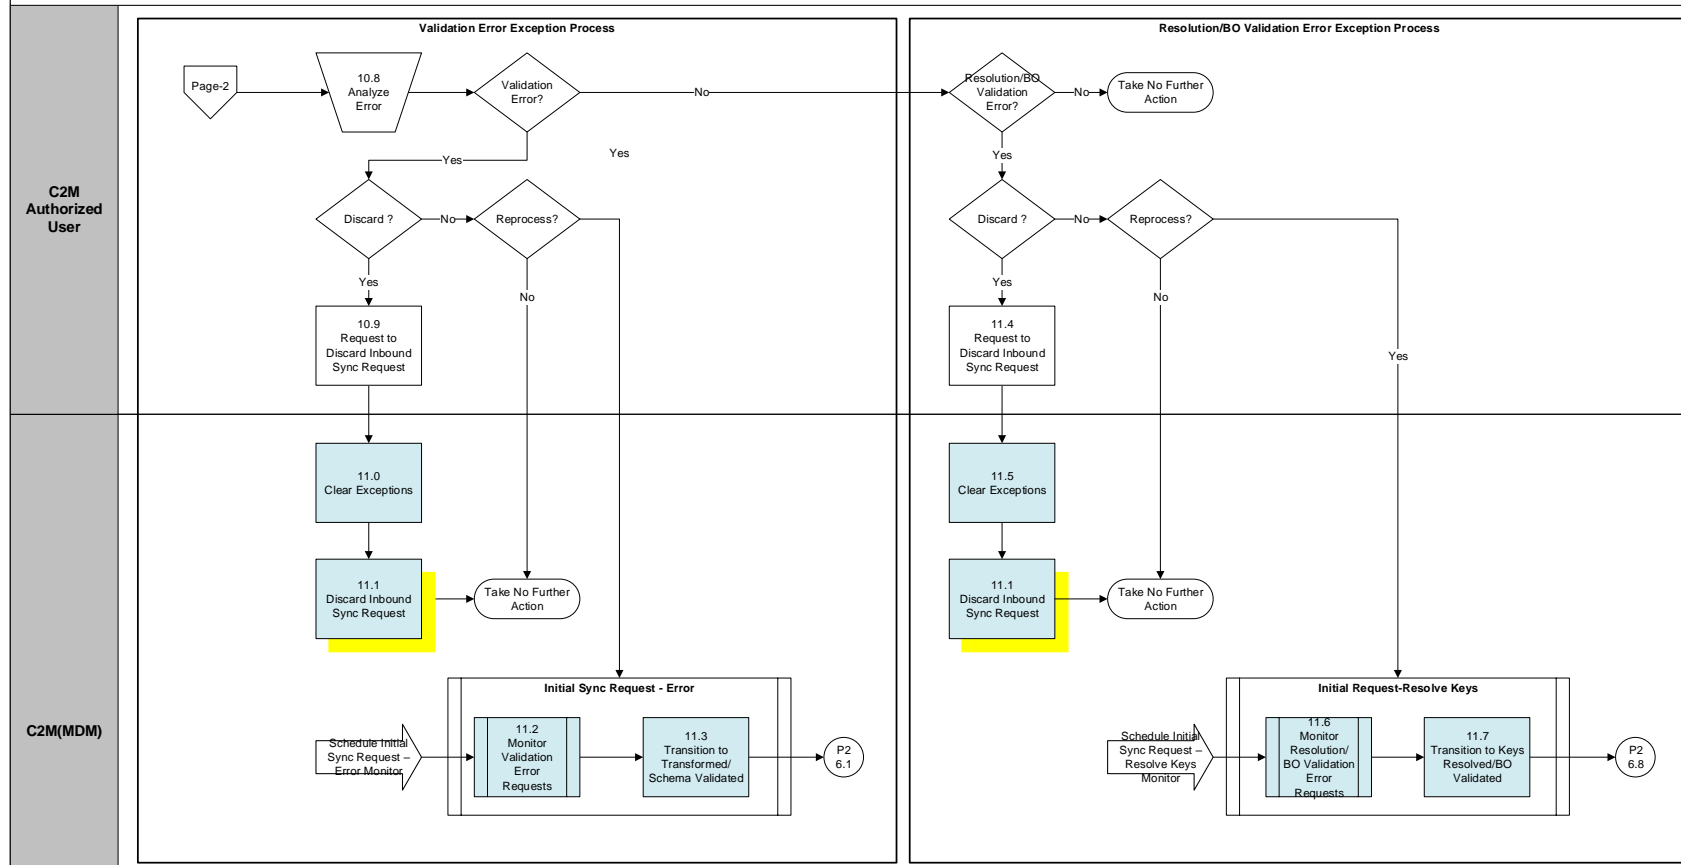 Validation Error Exception Process
Resolution/BO Validation Error Exception Process
C2M
Authorized
User
Page-2
10.8
Analyze
Error
Validation
Error?
No
Resolution/BO
Validation
Error?
No
Take No Further
Action
Yes
Yes
Yes
Discard ?
No
Reprocess?
Discard ?
No
Reprocess?
Yes
No
Yes
No
10.9
Request to
Discard Inbound
Sync Request
11.4
Request to
Discard Inbound
Sync Request
Yes
C2M(MDM)
11.0
Clear Exceptions
11.5
Clear Exceptions
11.1
Discard Inbound
Sync Request
Take No Further
Action
11.1
Discard Inbound
Sync Request
Take No Further
Action
Initial Sync Request - Error
Schedule Initial
Sync Request –
Error Monitor
11.2
Monitor
Validation
Error
Requests
11.3
Transition to
Transformed/
Schema Validated
P2
6.1
Initial Request-Resolve Keys
Schedule Initial
Sync Request –
Resolve Keys
Monitor
11.6
Monitor
Resolution/
BO Validation
Error
Requests
11.7
Transition to Keys
Resolved/BO
Validated
P2
6.8